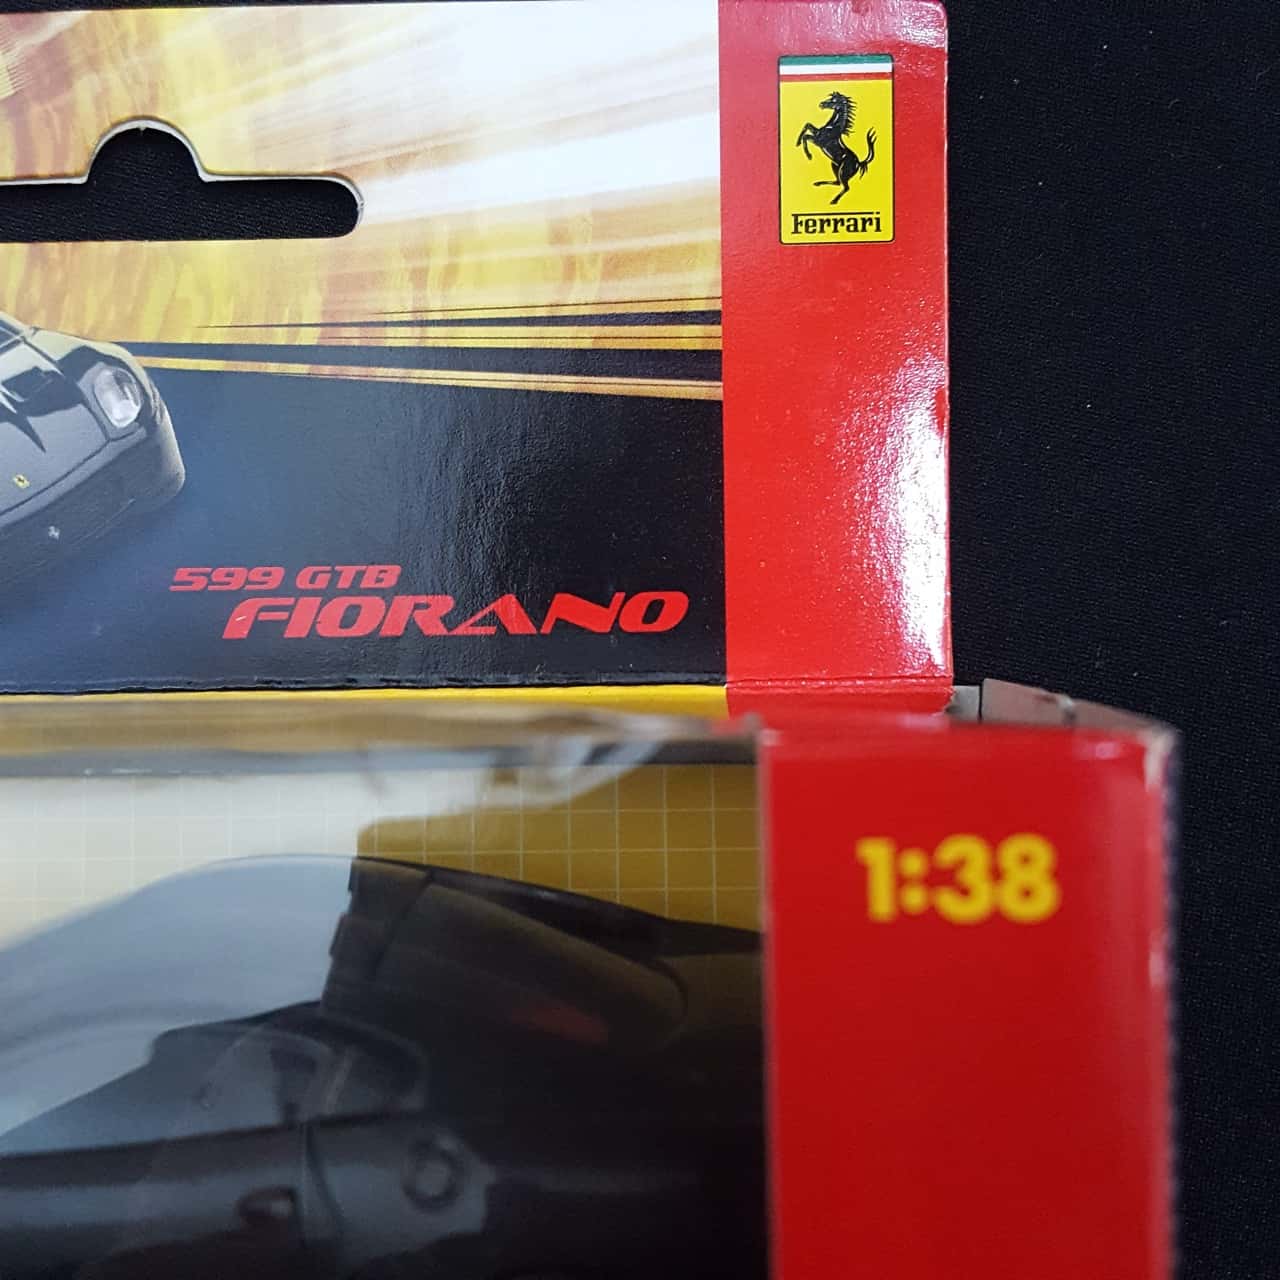 Ferrari
599 GTB
FIORANO
1:38